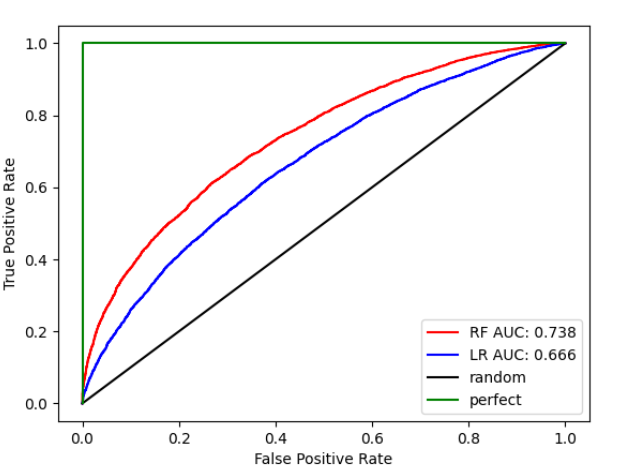 1.0
0.8
0.6
0.4
0.2
0.0
True Positive Rate
RF AUC: 0.738
LR AUC: 0.666
random
perfect
0.0 0.2 0.4 0.6 0.8 1.0
False Positive Rate